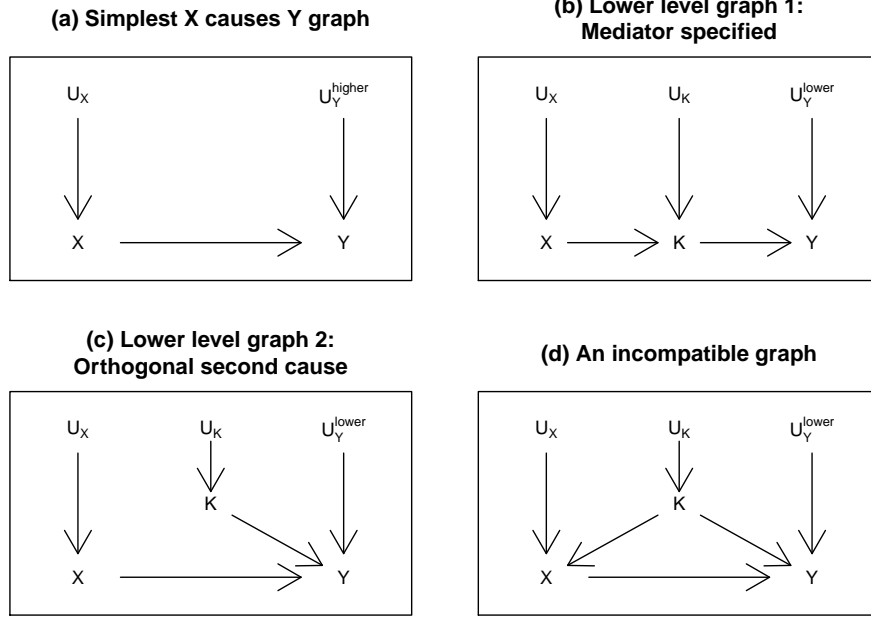 (a) Simplest X causes Y graph
U_X U_Y^higher
X Y
(b) Lower level graph 1:
Mediator specified
U_X U_K U_Y^lower
X K Y
(c) Lower level graph 2:
Orthogonal second cause
U_X U_K U_Y^lower
K
X Y
(d) An incompatible graph
U_X U_K U_Y^lower
K
X Y